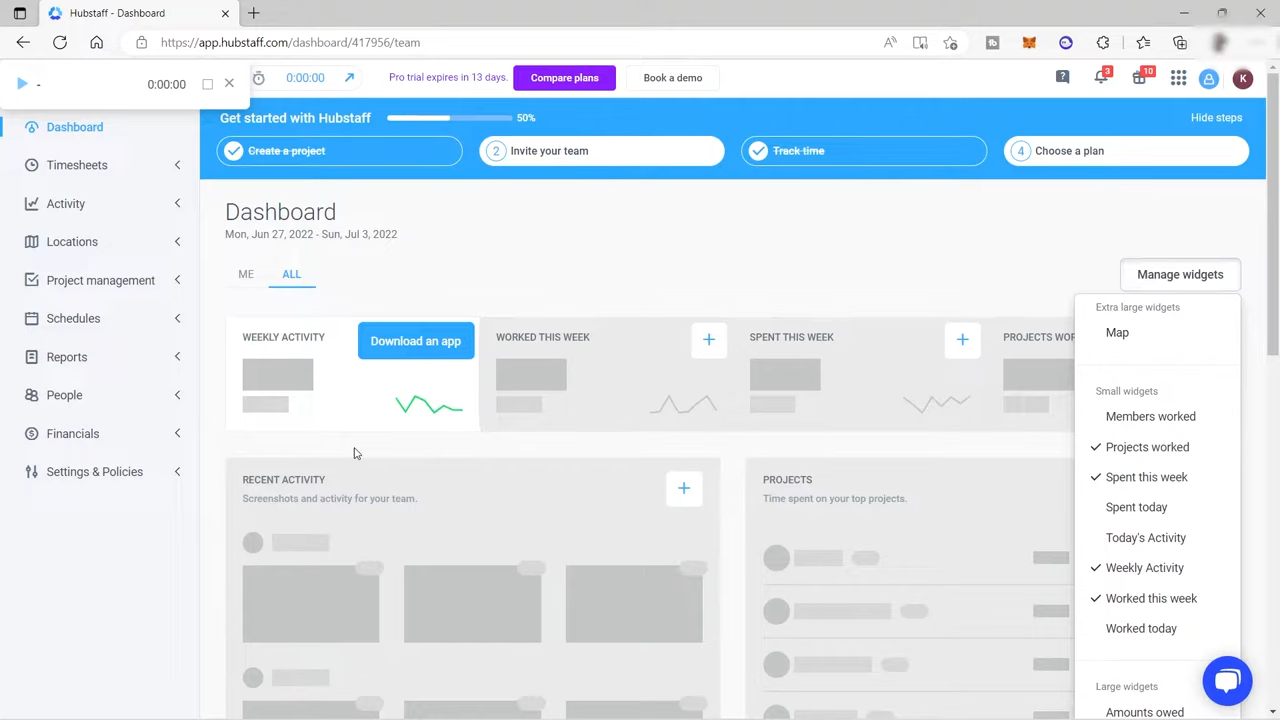 Hubstaff - Dashboard
https://app.hubstaff.com/dashboard/417956/team
- 0:00:00
0:00:00
Pro trial expires in 13 days.
Compare plans
Book a demo
3
10
K
Get started with Hubstaff
50%
Hide steps
Create a project
2 Invite your team
Track time
4 Choose a plan
Dashboard
Timesheets
Activity
Locations
Project management
Schedules
Reports
People
Financials
Settings & Policies
Dashboard
Mon, Jun 27, 2022 - Sun, Jul 3, 2022
ME
ALL
Manage widgets
WEEKLY ACTIVITY
Download an app
WORKED THIS WEEK
SPENT THIS WEEK
PROJECTS WOR
RECENT ACTIVITY
Screenshots and activity for your team.
PROJECTS
Time spent on your top projects.
Extra large widgets
Map
Small widgets
Members worked
Projects worked
Spent this week
Spent today
Today's Activity
Weekly Activity
Worked this week
Worked today
Large widgets
Amounts owed